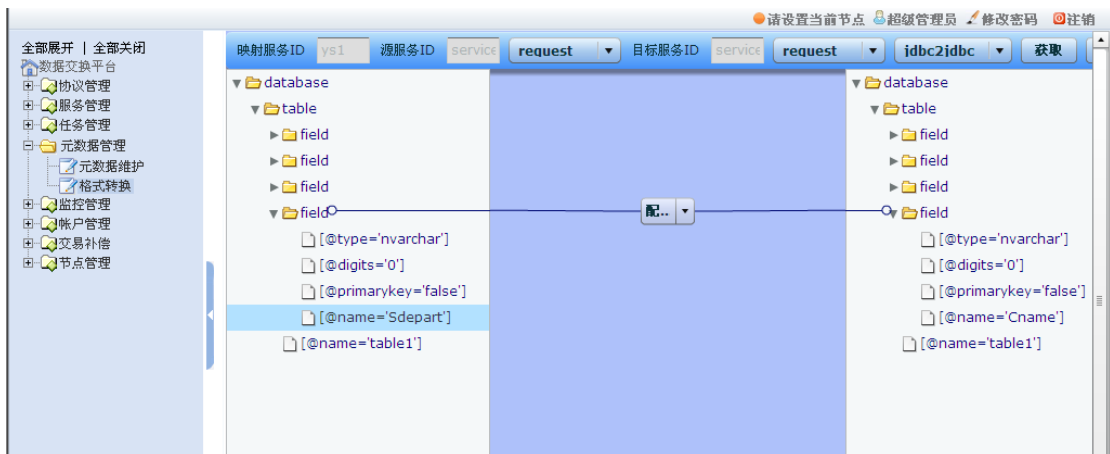 请设置当前节点 超级管理员 修改密码 注销
全部展开 | 全部关闭
数据交换平台
协议管理
服务管理
任务管理
元数据管理
元数据维护
格式转换
监控管理
帐户管理
交易补偿
节点管理
映射服务ID ys1 源服务ID service request 目标服务ID service request jdbc2jdbc 获取
database
table
field
field
field
field
[@type='nvarchar']
[@digits='0']
[@primarykey='false']
[@name='Sdepart']
[@name='table1']
配..
database
table
field
field
field
field
[@type='nvarchar']
[@digits='0']
[@primarykey='false']
[@name='Cname']
[@name='table1']